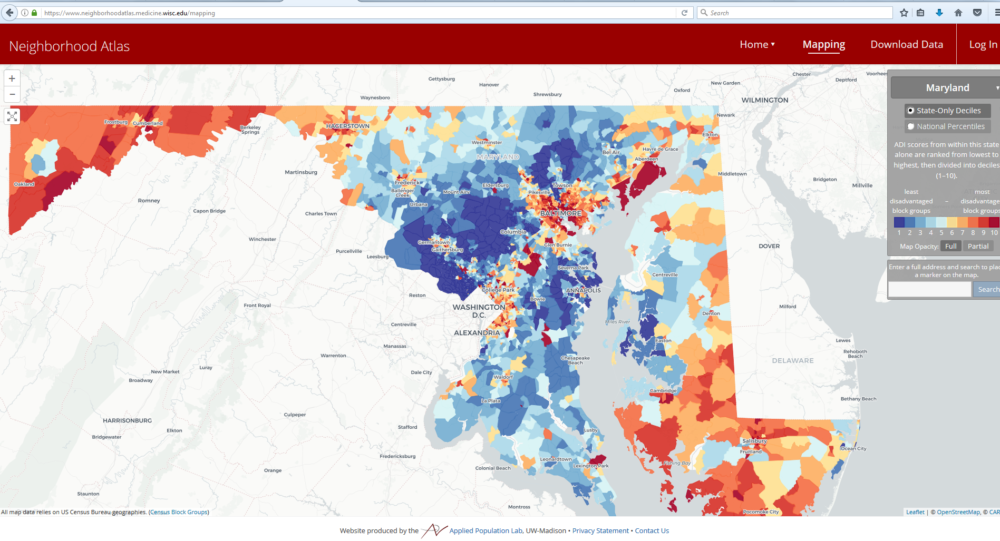 https://www.neighborhoodatlas.medicine.wisc.edu/mapping
Search
Neighborhood Atlas
Home ▾
Mapping
Download Data
Log In
+
−
Maryland
State-Only Deciles
National Percentiles
ADI scores from within this state
alone are ranked from lowest to
highest, then divided into deciles
(1–10).
least
disadvantaged
block groups
–
most
disadvantage
block groups
1 2 3 4 5 6 7 8 9 10
Map Opacity: Full Partial
Enter a full address and search to plac
a marker on the map.
Search
Gettysburg
Hanover
Chester
Voorhees
Deptford
New Garden
Oxford
Shrewsbury
Waynesboro
WILMINGTON
Newark
Frostburg
Cumberland
Berkeley
Springs
HAGERSTOWN
Elkton
Westminster
MARYLAND
Bel Air
Havre de Grace
Aberdeen
Martinsburg
Middletown
Bridgeton
Millville
Oakland
Frederick
Ballenger
Creek
Mount Airy
Eldersburg
Pikesville
Towson
Urbana
Romney
Capon Bridge
Charles Town
BALTIMORE
Columbia
Winchester
Germantown
Gaithersburg
Glen Burnie
DOVER
Purcellville
Leesburg
Severna Park
Centreville
College Park
ANNAPOLIS
Reston
Bowie
Front Royal
WASHINGTON
D.C.
Milford
Denton
Miles River
Centreville
ALEXANDRIA
Easton
Lewes
Manassas
Rehoboth
Beach
Warrenton
Chesapeake
Beach
DELAWARE
Luray
New Market
Dale City
Waldorf
Broadway
Cambridge
La Plata
Bethany Beach
HARRISONBURG
Culpeper
Stafford
Elkton
Lusby
Bridgewater
Salisbury
Ocean City
Fruitland
Fredericksburg
Leonardtown
Lexington Park
Fishing Bay
Orange
Colonial Beach
Staunton
Montross
Pocomoke City
All map data relies on US Census Bureau geographies. (Census Block Groups)
Leaflet | © OpenStreetMap, © CAR
Website produced by the Applied Population Lab, UW-Madison • Privacy Statement • Contact Us